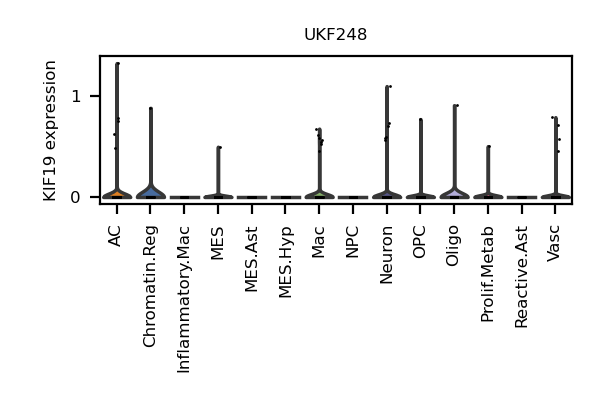 UKF248
KIF19 expression
1
0
AC
Chromatin.Reg
Inflammatory.Mac
MES
MES.Ast
MES.Hyp
Mac
NPC
Neuron
OPC
Oligo
Prolif.Metab
Reactive.Ast
Vasc